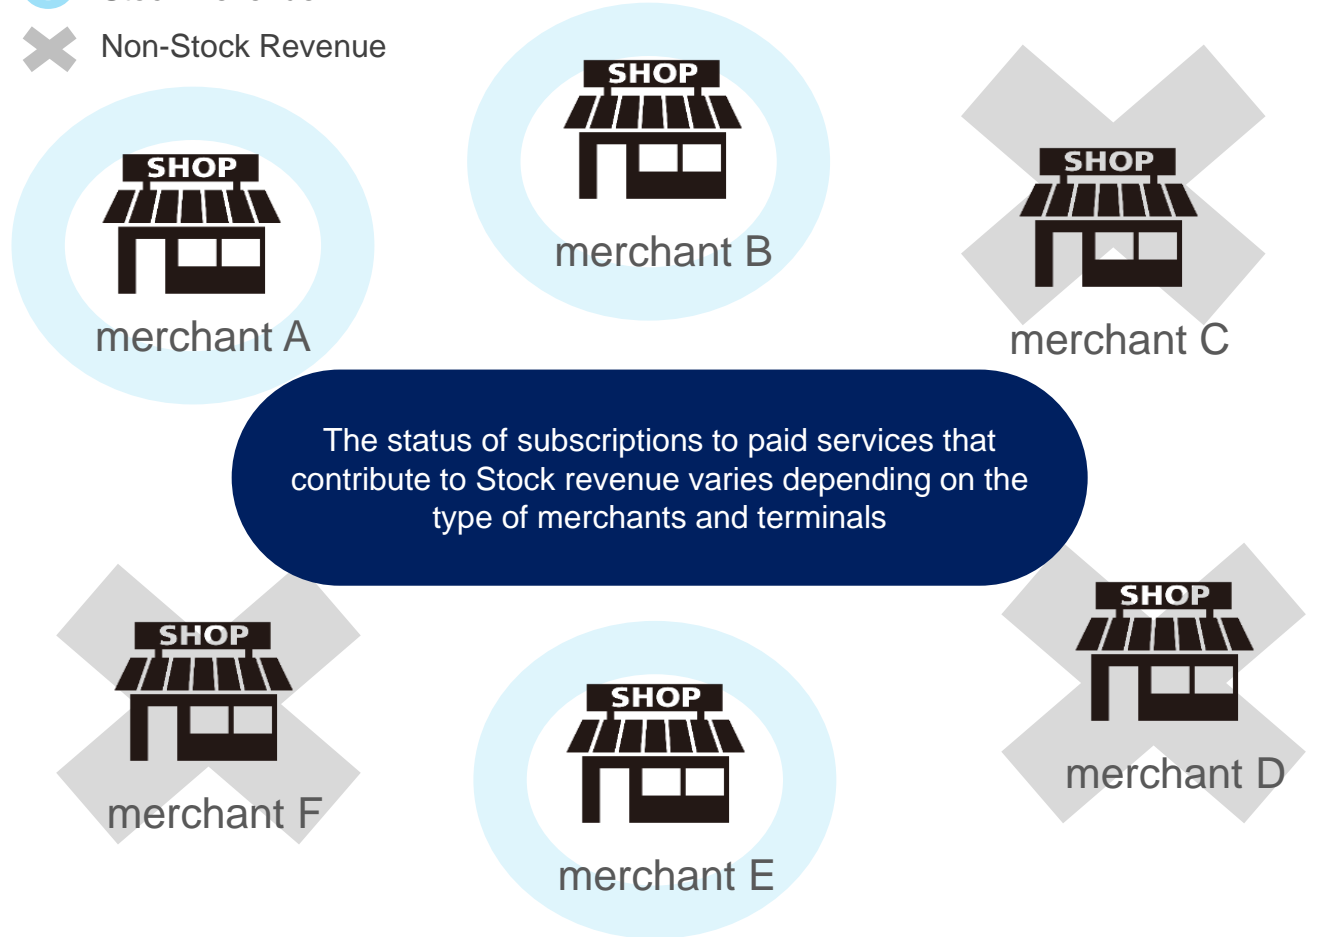 Non-Stock Revenue
SHOP
merchant A
SHOP
merchant B
SHOP
merchant C
The status of subscriptions to paid services that
contribute to Stock revenue varies depending on the
type of merchants and terminals
SHOP
merchant F
SHOP
merchant E
SHOP
merchant D